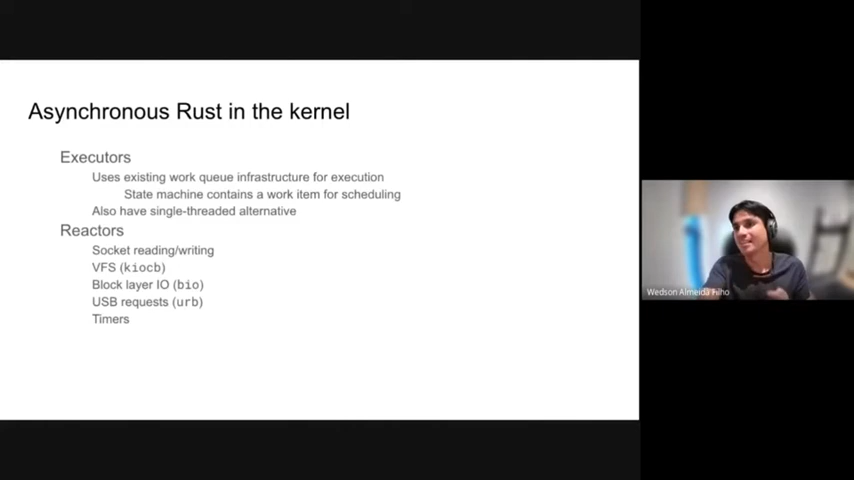 Asynchronous Rust in the kernel
Executors
Uses existing work queue infrastructure for execution
State machine contains a work item for scheduling
Also have single-threaded alternative
Reactors
Socket reading/writing
VFS (kiocb)
Block layer IO (bio)
USB requests (urb)
Timers
Wedson Almeida Filho